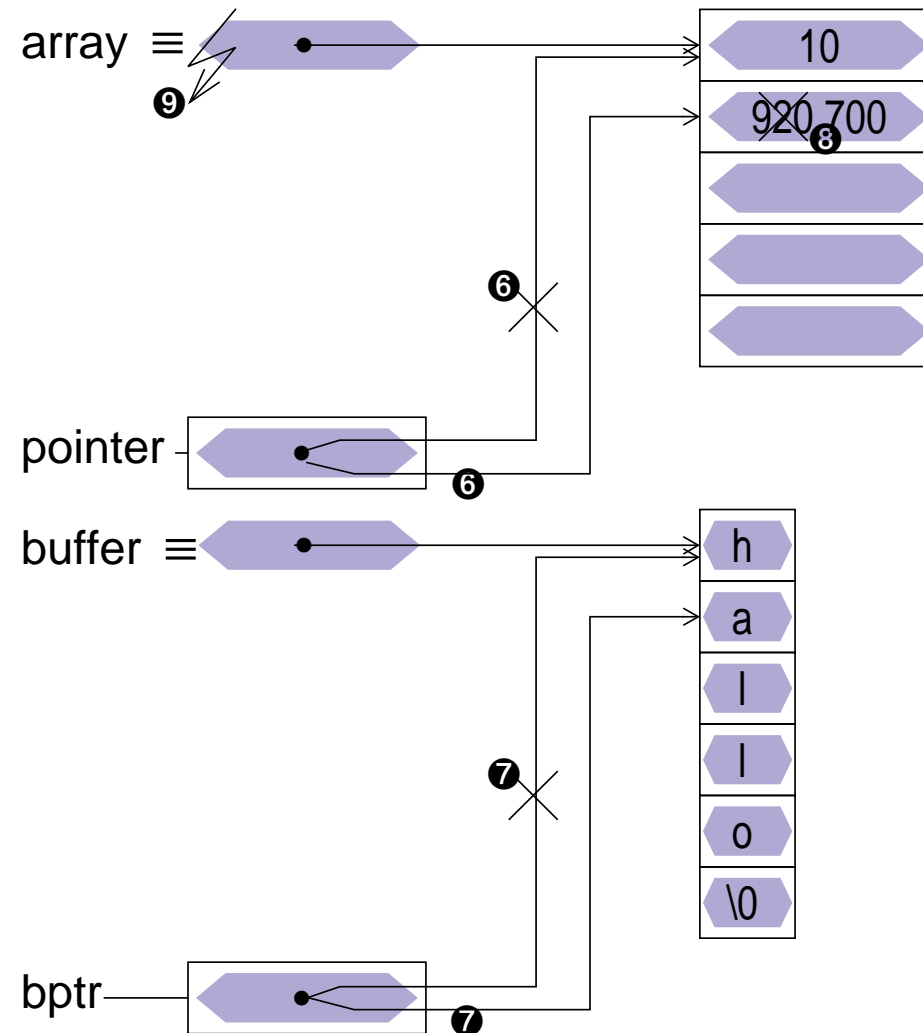 array ≡ 10
❾
920 700
❽
❻
pointer
❻
buffer ≡ h
a
l
l
❼
o
\0
bptr
❼